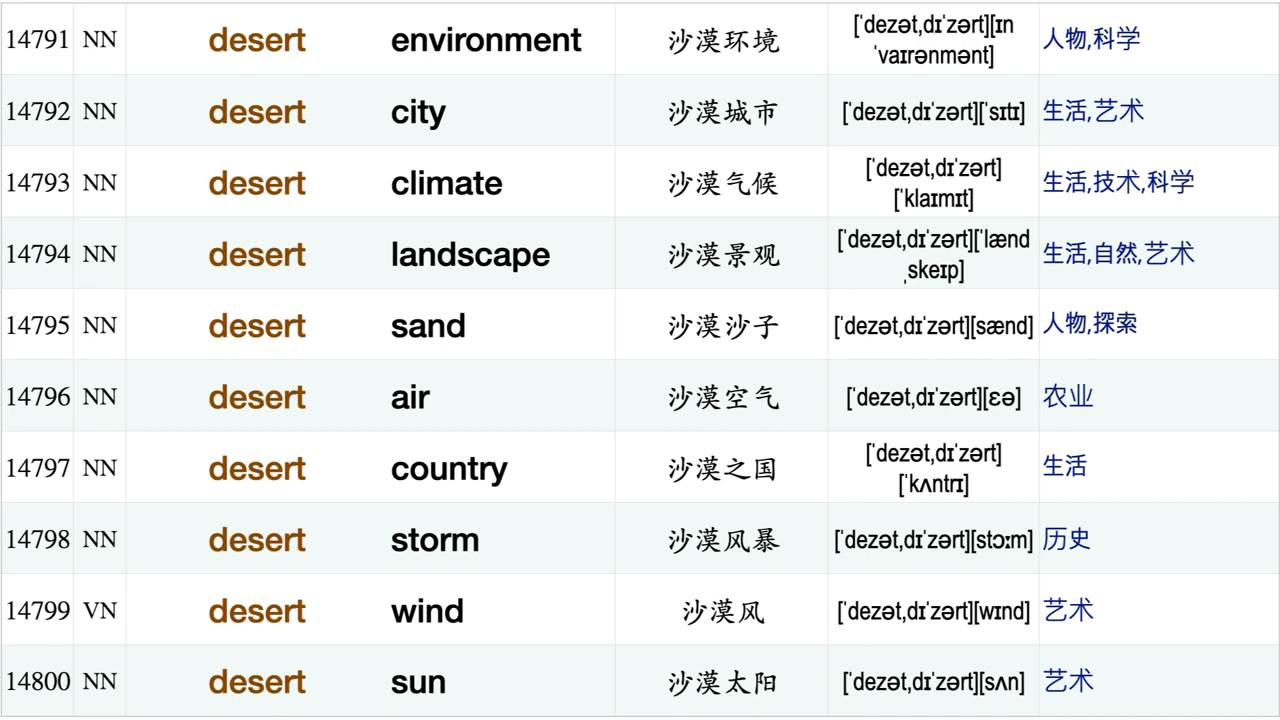 14791 NN desert environment 沙漠环境 [ˈdezət,dɪˈzərt][ɪn
ˈvaɪrənmənt] 人物,科学
14792 NN desert city 沙漠城市 [ˈdezət,dɪˈzərt][ˈsɪtɪ] 生活,艺术
14793 NN desert climate 沙漠气候 [ˈdezət,dɪˈzərt]
[ˈklaɪmɪt] 生活,技术,科学
14794 NN desert landscape 沙漠景观 [ˈdezət,dɪˈzərt][ˈlænd
ˌskeɪp] 生活,自然,艺术
14795 NN desert sand 沙漠沙子 [ˈdezət,dɪˈzərt][sænd] 人物,探索
14796 NN desert air 沙漠空气 [ˈdezət,dɪˈzərt][ɛə] 农业
14797 NN desert country 沙漠之国 [ˈdezət,dɪˈzərt]
[ˈkʌntrɪ] 生活
14798 NN desert storm 沙漠风暴 [ˈdezət,dɪˈzərt][stɔɪm] 历史
14799 VN desert wind 沙漠风 [ˈdezət,dɪˈzərt][wɪnd] 艺术
14800 NN desert sun 沙漠太阳 [ˈdezət,dɪˈzərt][sʌn] 艺术